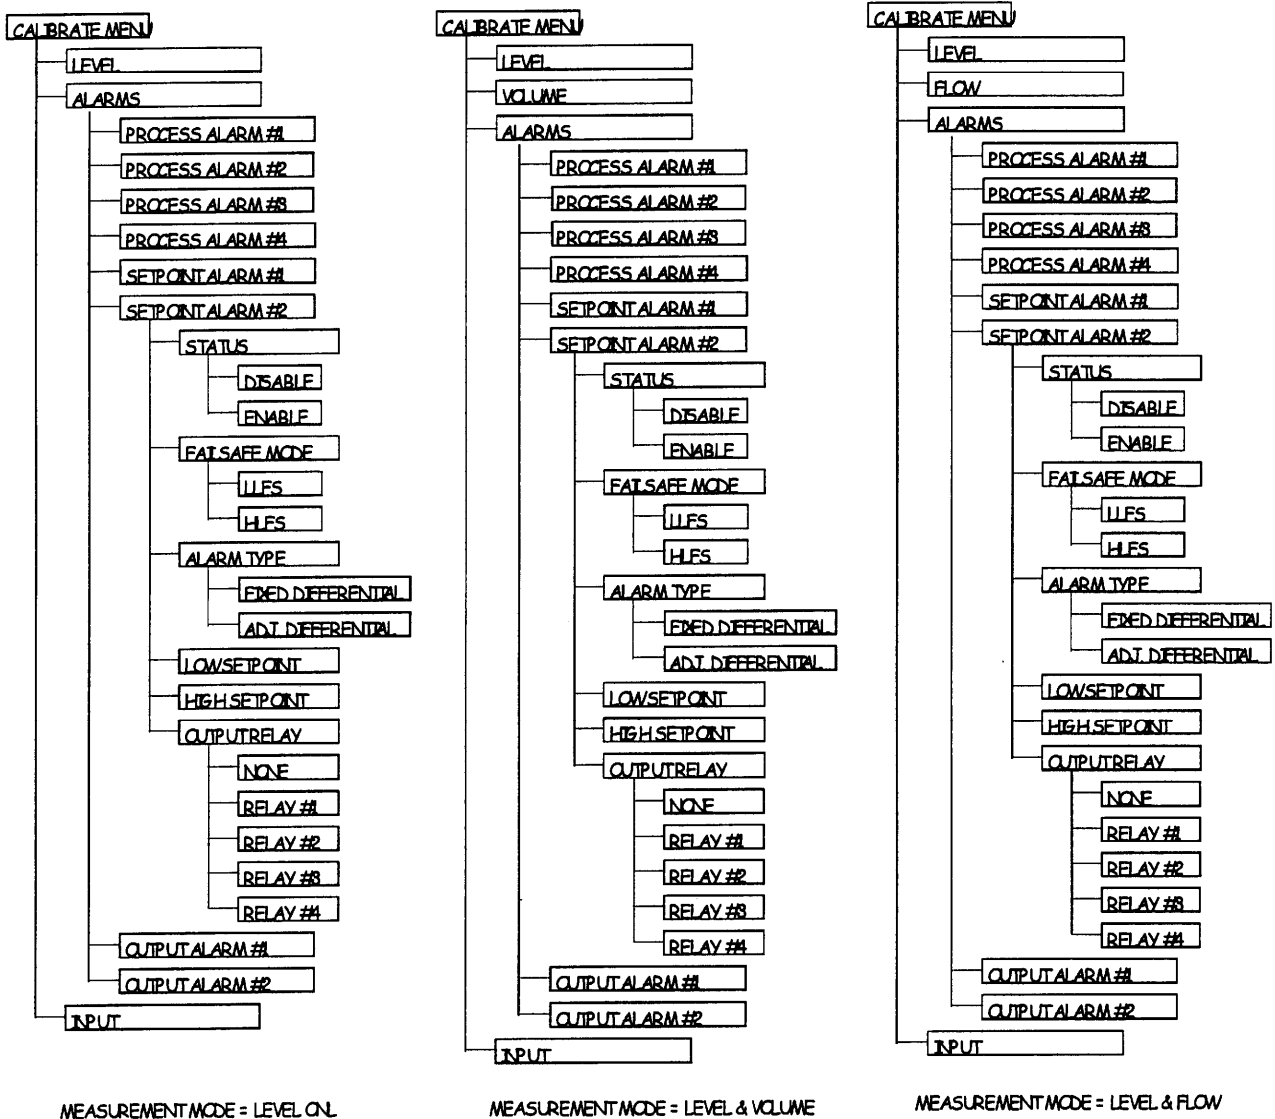 CALIBRATE MENU
LEVEL
ALARMS
PROCESS ALARM #1
PROCESS ALARM #2
PROCESS ALARM #3
PROCESS ALARM #4
SETPOINT ALARM #1
SETPOINT ALARM #2
STATUS
DISABLE
ENABLE
FAILSAFE MODE
LLFS
HLFS
ALARM TYPE
FIXED DIFFERENTIAL
ADJ. DIFFERENTIAL
LOW SETPOINT
HIGH SETPOINT
OUTPUT RELAY
NONE
RELAY #1
RELAY #2
RELAY #3
RELAY #4
OUTPUT ALARM #1
OUTPUT ALARM #2
INPUT
MEASUREMENT MODE = LEVEL ONL
CALIBRATE MENU
LEVEL
VOLUME
ALARMS
PROCESS ALARM #1
PROCESS ALARM #2
PROCESS ALARM #3
PROCESS ALARM #4
SETPOINT ALARM #1
SETPOINT ALARM #2
STATUS
DISABLE
ENABLE
FAILSAFE MODE
LLFS
HLFS
ALARM TYPE
FIXED DIFFERENTIAL
ADJ. DIFFERENTIAL
LOW SETPOINT
HIGH SETPOINT
OUTPUT RELAY
NONE
RELAY #1
RELAY #2
RELAY #3
RELAY #4
OUTPUT ALARM #1
OUTPUT ALARM #2
INPUT
MEASUREMENT MODE = LEVEL & VOLUME
CALIBRATE MENU
LEVEL
FLOW
ALARMS
PROCESS ALARM #1
PROCESS ALARM #2
PROCESS ALARM #3
PROCESS ALARM #4
SETPOINT ALARM #1
SETPOINT ALARM #2
STATUS
DISABLE
ENABLE
FAILSAFE MODE
LLFS
HLFS
ALARM TYPE
FIXED DIFFERENTIAL
ADJ. DIFFERENTIAL
LOW SETPOINT
HIGH SETPOINT
OUTPUT RELAY
NONE
RELAY #1
RELAY #2
RELAY #3
RELAY #4
OUTPUT ALARM #1
OUTPUT ALARM #2
INPUT
MEASUREMENT MODE = LEVEL & FLOW